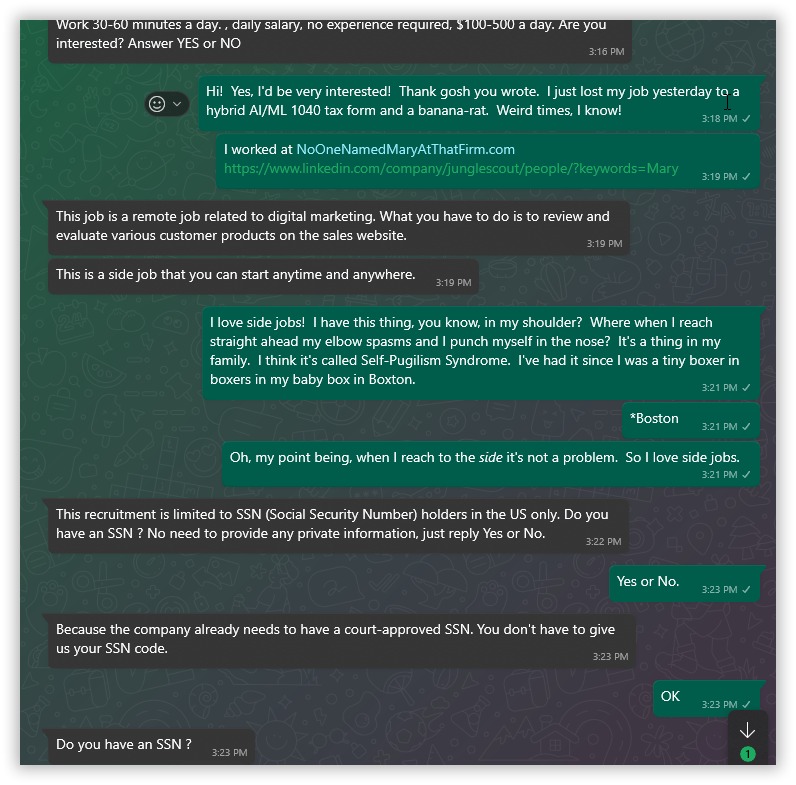 Work 30-60 minutes a day. , daily salary, no experience required, $100-500 a day. Are you
interested? Answer YES or NO
3:16 PM
Hi!  Yes, I'd be very interested!  Thank gosh you wrote.  I just lost my job yesterday to a
hybrid AI/ML 1040 tax form and a banana-rat.  Weird times, I know!
3:18 PM
I worked at NoOneNamedMaryAtThatFirm.com
https://www.linkedin.com/company/junglescout/people/?keywords=Mary
3:19 PM
This job is a remote job related to digital marketing. What you have to do is to review and
evaluate various customer products on the sales website.
3:19 PM
This is a side job that you can start anytime and anywhere.
3:19 PM
I love side jobs!  I have this thing, you know, in my shoulder?  Where when I reach
straight ahead my elbow spasms and I punch myself in the nose?  It's a thing in my
family.  I think it's called Self-Pugilism Syndrome.  I've had it since I was a tiny boxer in
boxers in my baby box in Boxton.
3:21 PM
*Boston
3:21 PM
Oh, my point being, when I reach to the side it's not a problem.  So I love side jobs.
3:21 PM
This recruitment is limited to SSN (Social Security Number) holders in the US only. Do you
have an SSN ? No need to provide any private information, just reply Yes or No.
3:22 PM
Yes or No.
3:23 PM
Because the company already needs to have a court-approved SSN. You don't have to give
us your SSN code.
3:23 PM
OK
3:23 PM
Do you have an SSN ?
3:23 PM
1